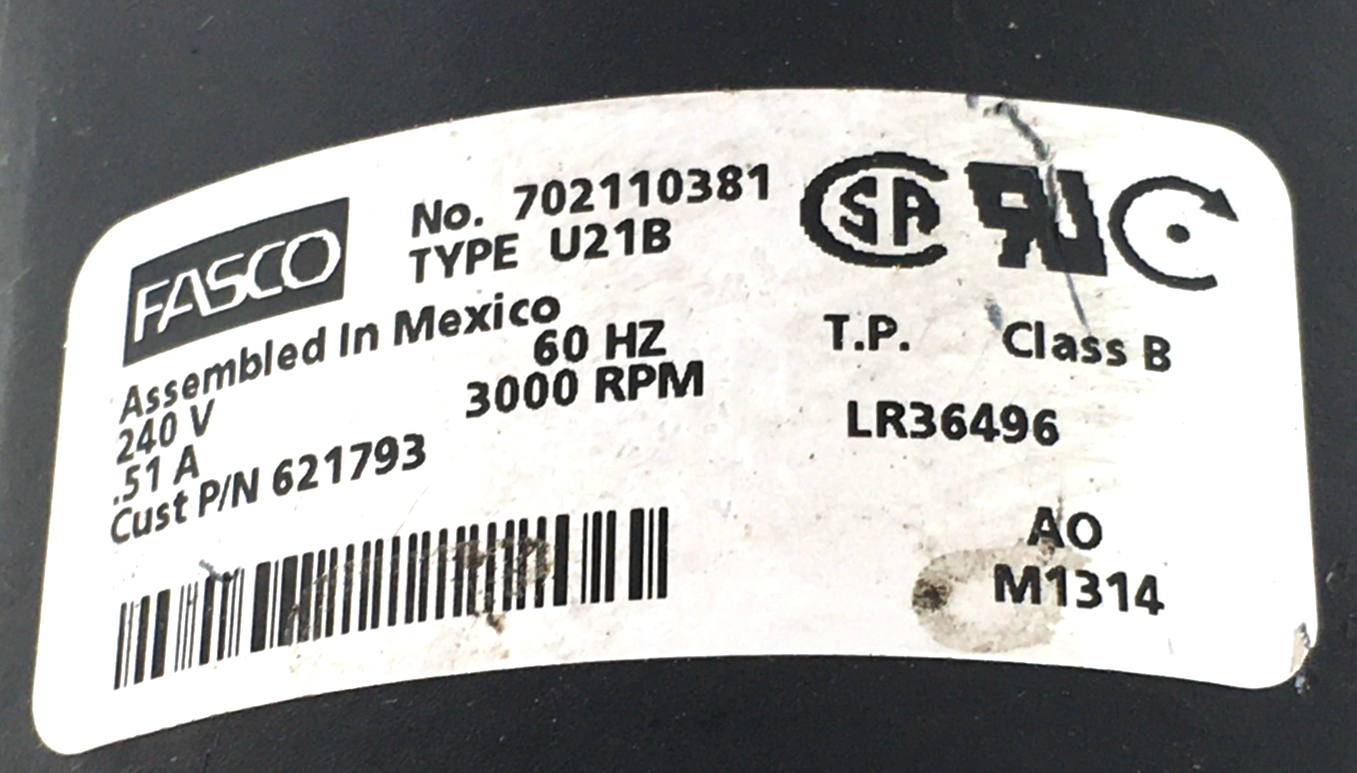 FASCO
No. 702110381
TYPE U21B
Assembled In Mexico
240 V 60 HZ
.51 A 3000 RPM
Cust P/N 621793
SA
T.P. Class B
LR36496
AO
M1314